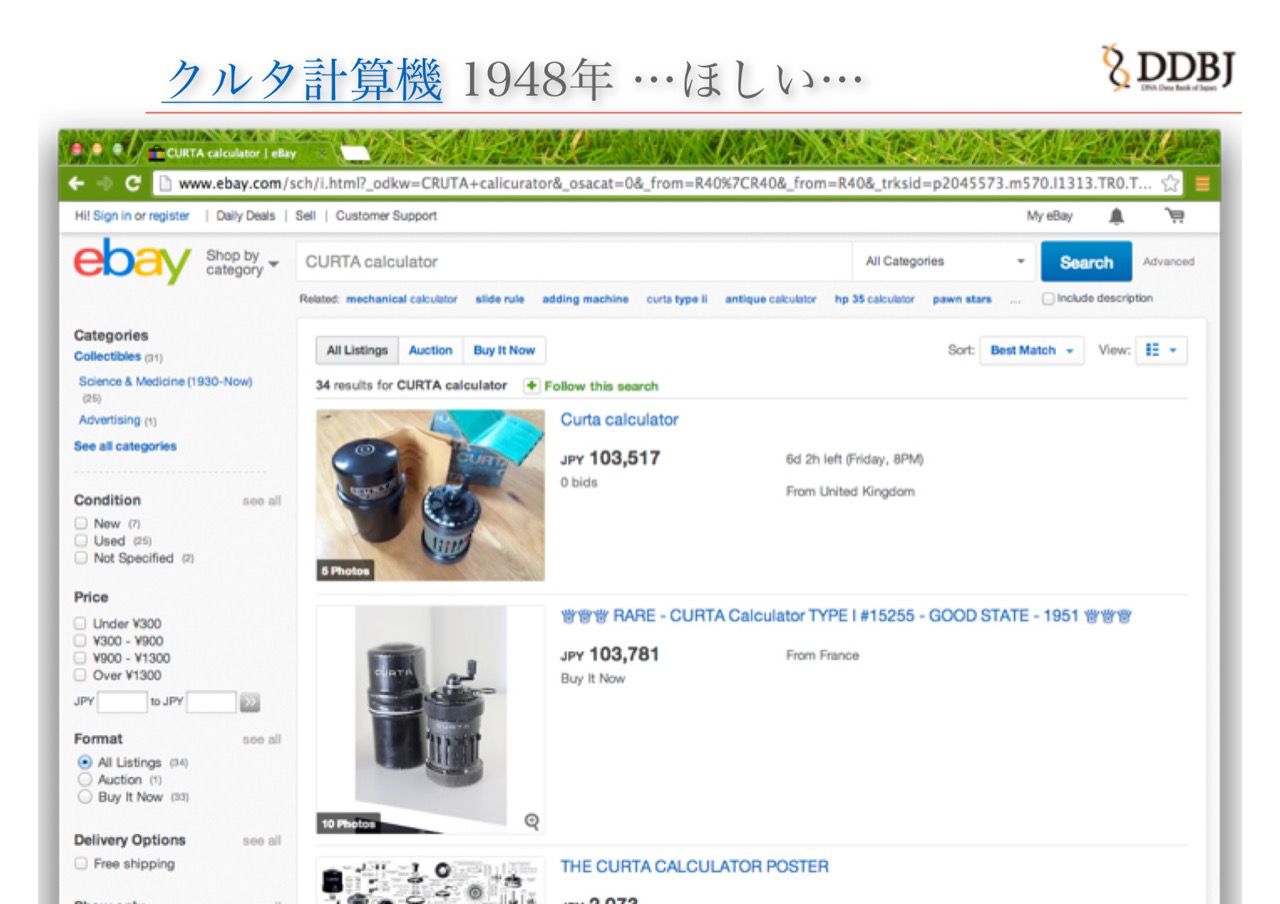 クルタ計算機 1948年 …ほしい…
DDBJ
DNA Data Bank of Japan
CURTA calculator | eBay
www.ebay.com/sch/i.html?_odkw=CRUTA+calicurator&_osacat=0&_from=R40%7CR40&_from=R40&_trksid=p2045573.m570.l1313.TR0.T...
Hi! Sign in or register | Daily Deals | Sell | Customer Support My eBay
ebay Shop by category CURTA calculator All Categories Search Advanced
Related: mechanical calculator slide rule adding machine curta type ii antique calculator hp 35 calculator pawn stars ... Include description
Categories
Collectibles (31)
Science & Medicine (1930-Now)
(25)
Advertising (1)
See all categories
Condition see all
New (7)
Used (25)
Not Specified (2)
Price
Under ¥300
¥300 - ¥900
¥900 - ¥1300
Over ¥1300
JPY to JPY
Format see all
All Listings (34)
Auction (1)
Buy It Now (33)
Delivery Options see all
Free shipping
All Listings Auction Buy It Now Sort: Best Match View:
34 results for CURTA calculator Follow this search
Curta calculator
JPY 103,517 6d 2h left (Friday, 8PM)
0 bids
From United Kingdom
CURTA
5 Photos
♕♕♕ RARE - CURTA Calculator TYPE I #15255 - GOOD STATE - 1951 ♕♕♕
JPY 103,781 From France
Buy It Now
CURTA
CURTA
10 Photos
THE CURTA CALCULATOR POSTER